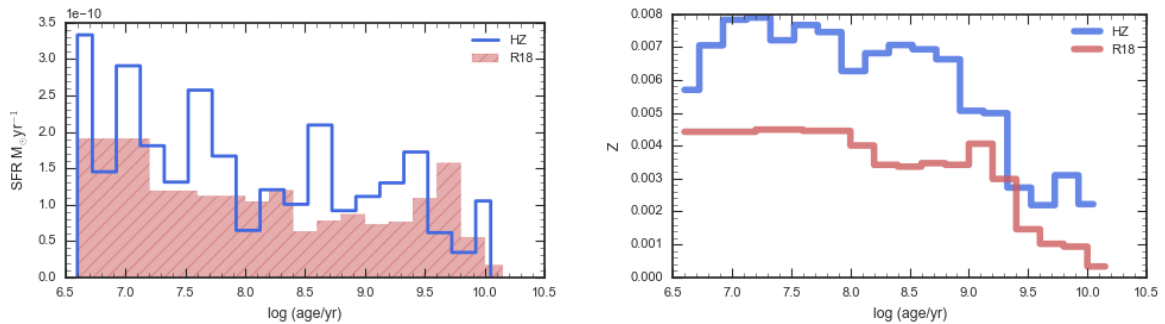 1e−10
3.5
3.0
2.5
2.0
1.5
1.0
0.5
0.0
SFR M⊙yr−1
HZ
R18
6.5 7.0 7.5 8.0 8.5 9.0 9.5 10.0 10.5
log (age/yr)
0.008
0.007
0.006
0.005
0.004
0.003
0.002
0.001
0.000
Z
HZ
R18
6.5 7.0 7.5 8.0 8.5 9.0 9.5 10.0 10.5
log (age/yr)